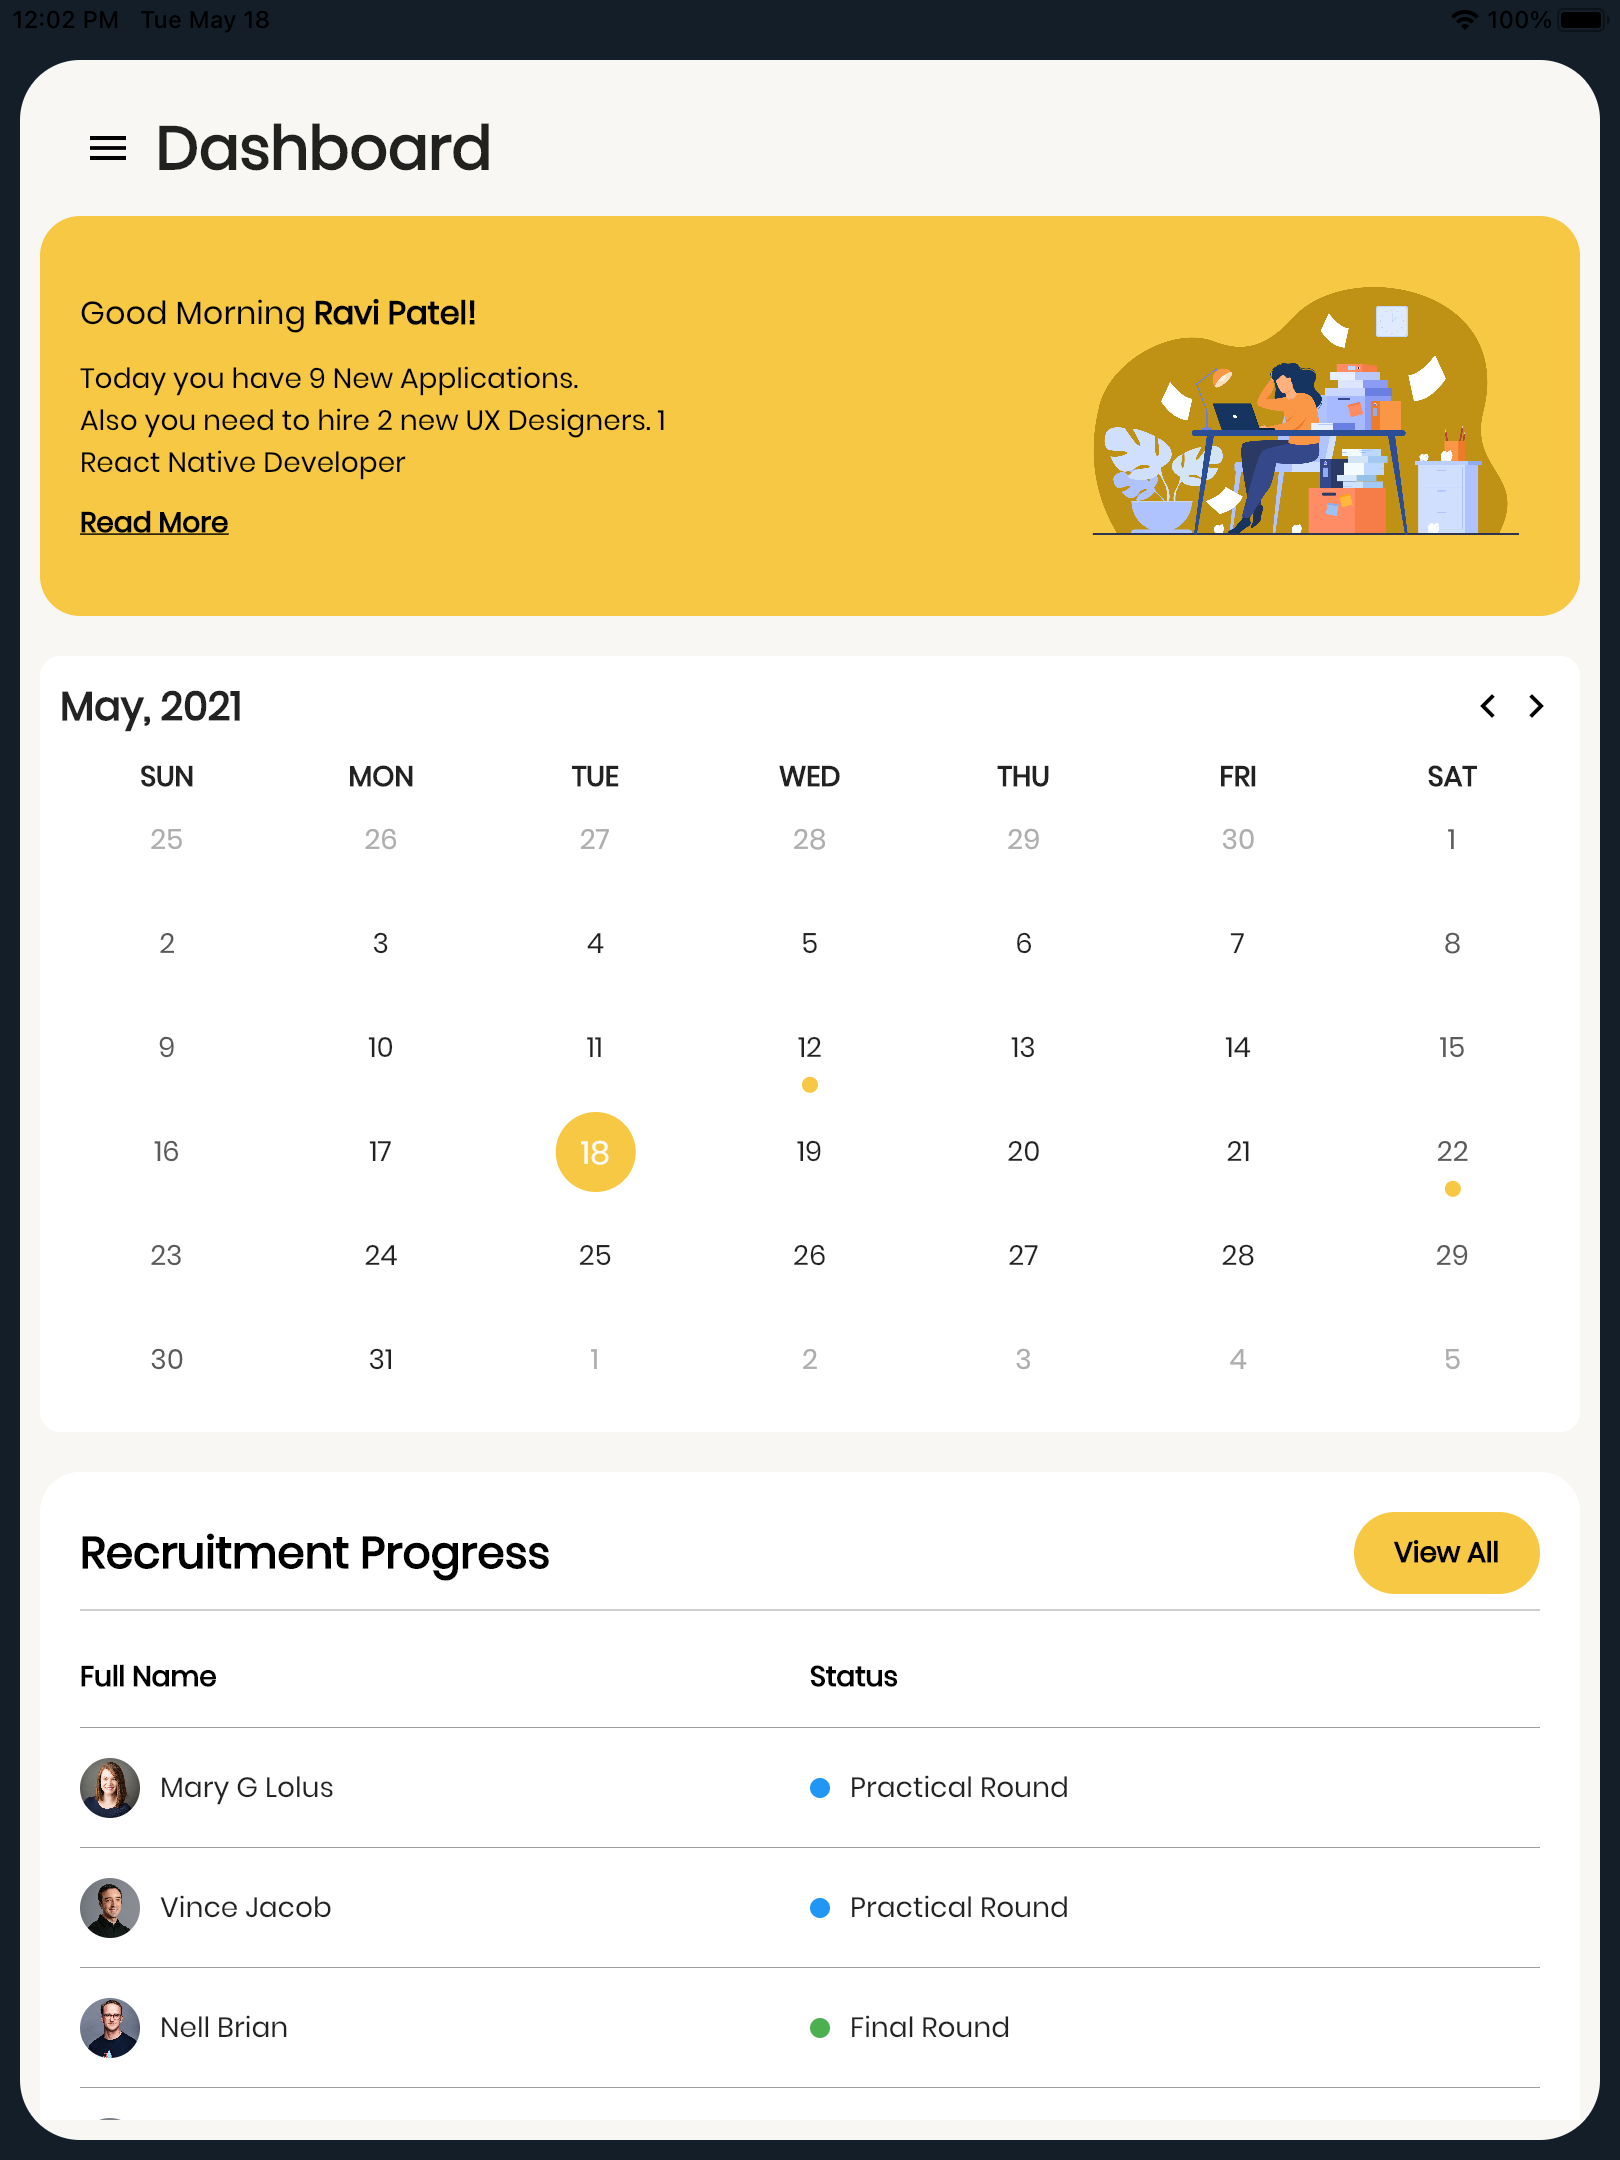 12:02 PM Tue May 18 100%
Dashboard
Good Morning Ravi Patel!
Today you have 9 New Applications.
Also you need to hire 2 new UX Designers. 1
React Native Developer
Read More
May, 2021
SUN MON TUE WED THU FRI SAT
25 26 27 28 29 30 1
2 3 4 5 6 7 8
9 10 11 12 13 14 15
16 17 18 19 20 21 22
23 24 25 26 27 28 29
30 31 1 2 3 4 5
Recruitment Progress View All
Full Name Status
Mary G Lolus Practical Round
Vince Jacob Practical Round
Nell Brian Final Round